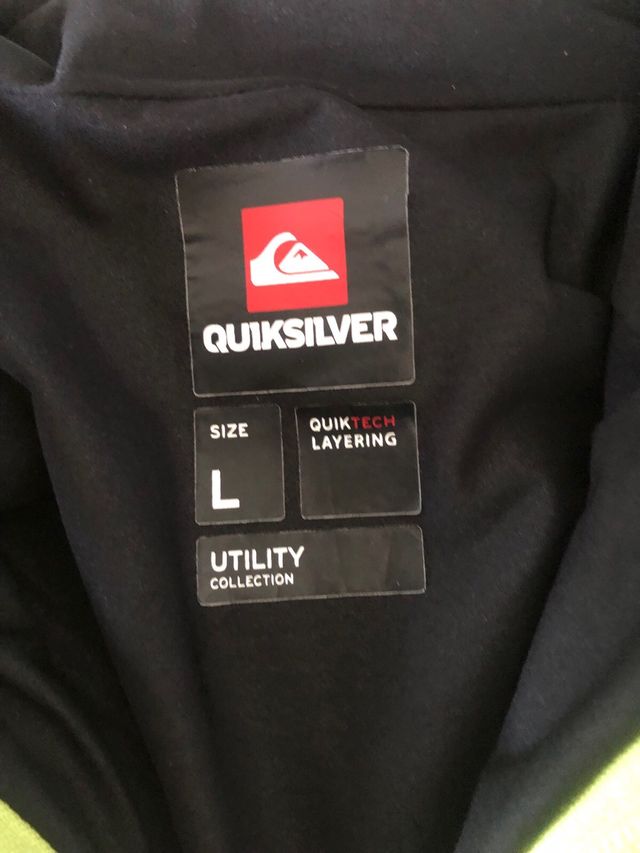 QUIKSILVER
SIZE
L
QUIKTECH
LAYERING
UTILITY
COLLECTION